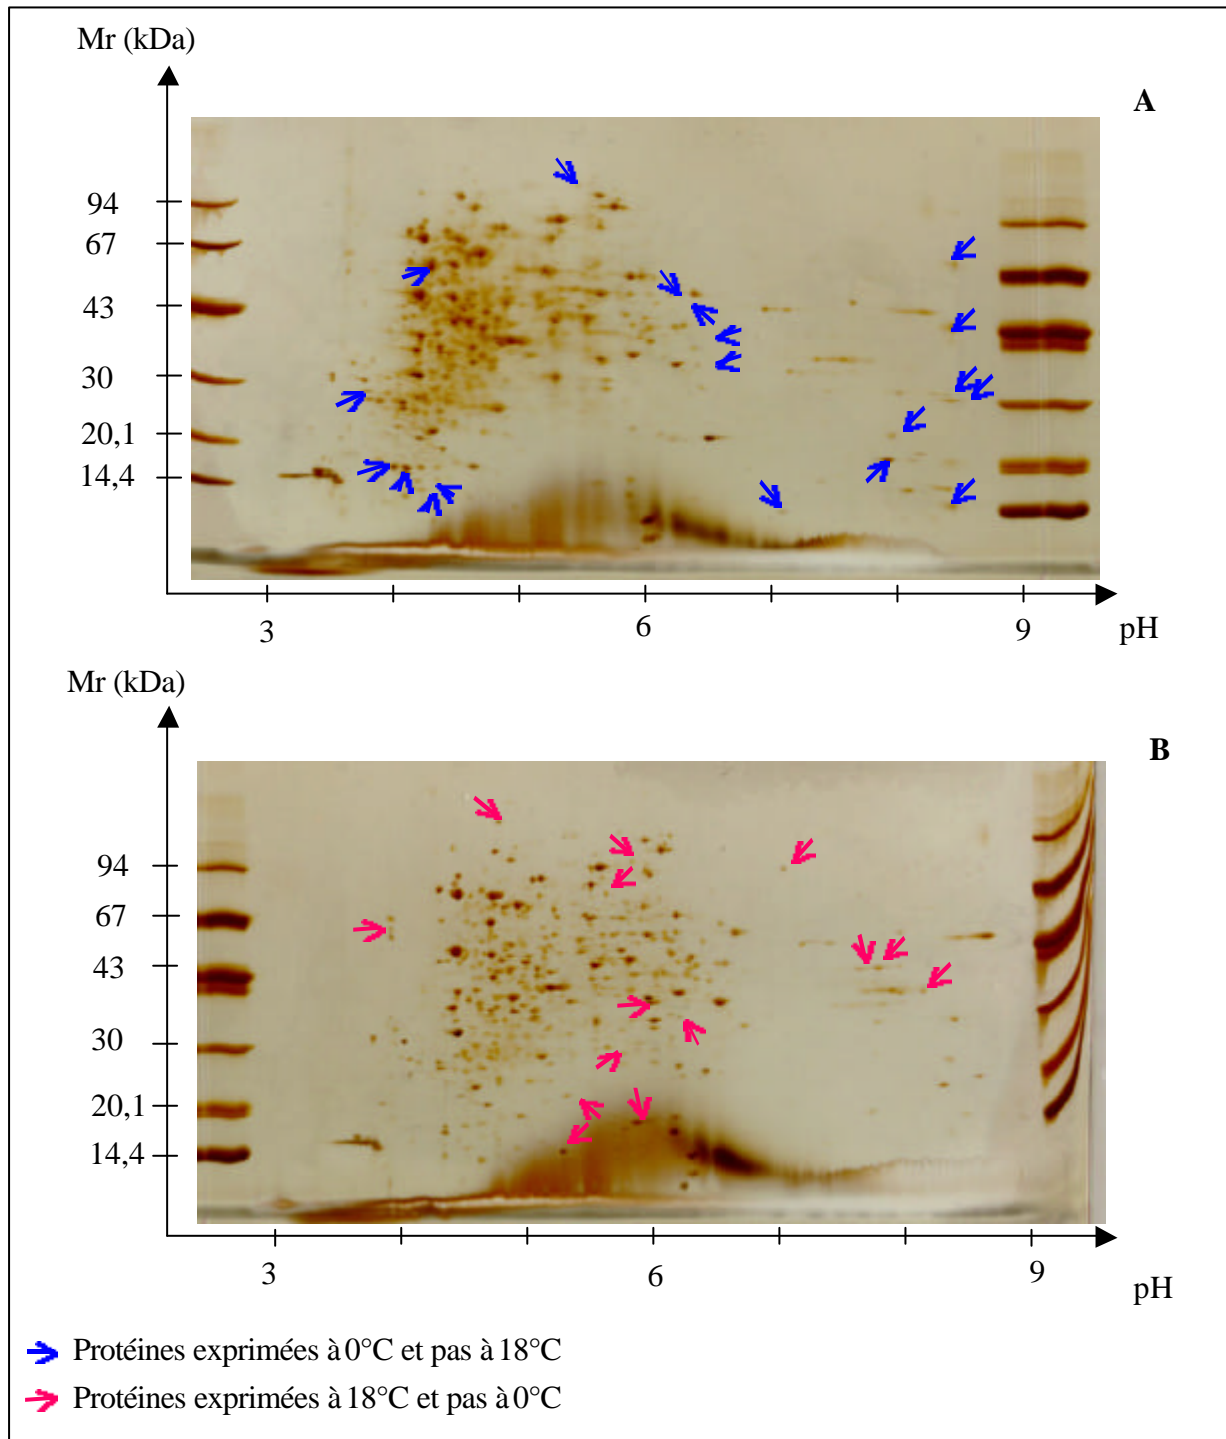 Mr (kDa)
A
94
67
43
30
20,1
14,4
3 6 9 pH
Mr (kDa)
B
94
67
43
30
20,1
14,4
3 6 9 pH
Protéines exprimées à 0°C et pas à 18°C
Protéines exprimées à 18°C et pas à 0°C